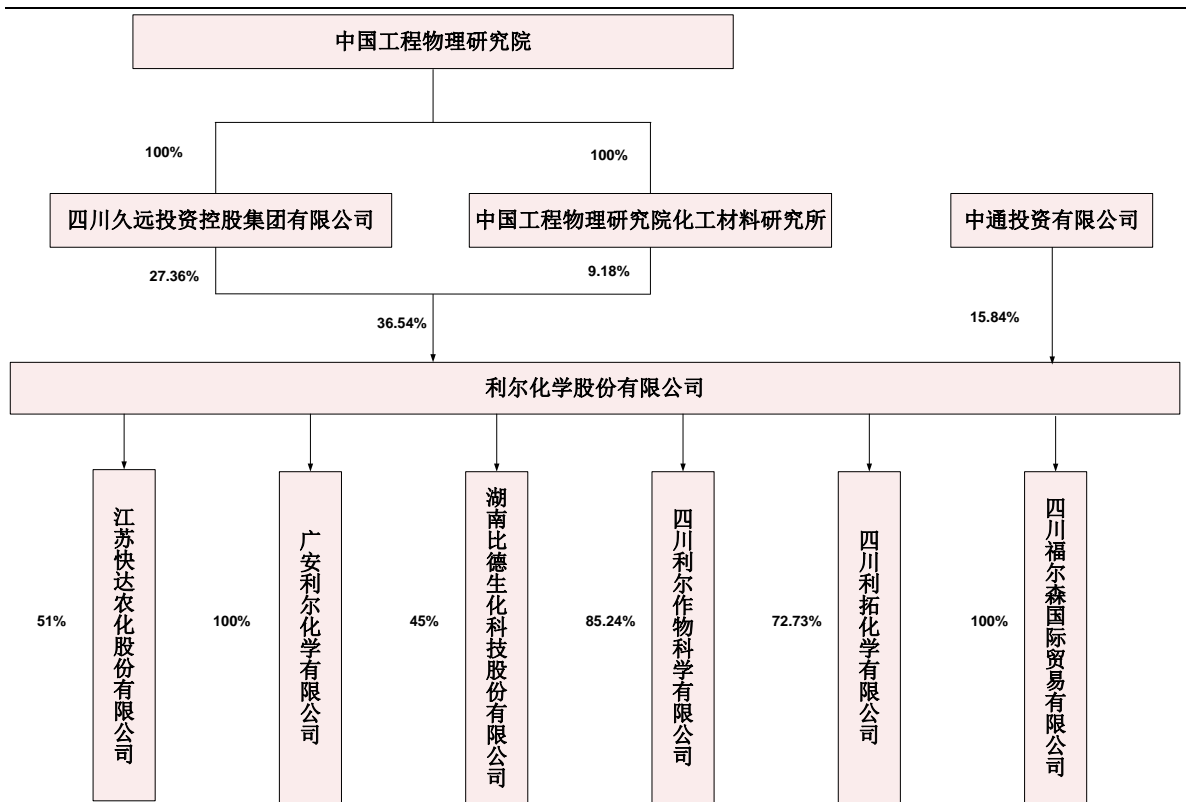 中国工程物理研究院
100%
100%
四川久远投资控股集团有限公司
中国工程物理研究院化工材料研究所
中通投资有限公司
27.36%
9.18%
36.54%
15.84%
利尔化学股份有限公司
51%
江苏快达农化股份有限公司
100%
广安利尔化学有限公司
45%
湖南比德生化科技股份有限公司
85.24%
四川利尔作物科学有限公司
72.73%
四川利拓化学有限公司
100%
四川福尔森国际贸易有限公司